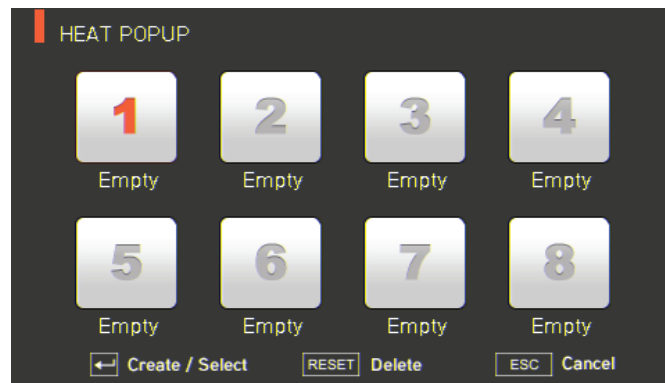 HEAT POPUP
1 2 3 4
Empty Empty Empty Empty
5 6 7 8
Empty Empty Empty Empty
Create / Select RESET Delete ESC Cancel